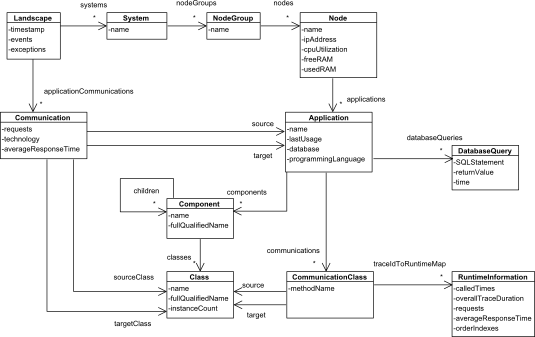 systems
nodeGroups
nodes
Landscape
-timestamp
-events
-exceptions
*
System
-name
*
NodeGroup
-name
*
Node
-name
-ipAddress
-cpuUtilization
-freeRAM
-usedRAM
applicationCommunications
*
applications
*
Communication
-requests
-technology
-averageResponseTime
source
target
Application
-name
-lastUsage
-database
-programmingLanguage
databaseQueries
*
DatabaseQuery
-SQLStatement
-returnValue
-time
children
*
components
*
Component
-name
-fullQualifiedName
classes
*
communications
*
traceIdToRuntimeMap
*
sourceClass
targetClass
Class
-name
-fullQualifiedName
-instanceCount
source
target
CommunicationClass
-methodName
RuntimeInformation
-calledTimes
-overallTraceDuration
-requests
-averageResponseTime
-orderIndexes